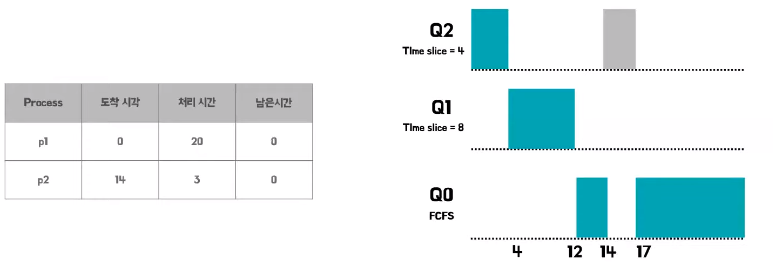 Process 도착 시각 처리 시간 남은시간
p1 0 20 0
p2 14 3 0
Q2
TIme slice = 4
Q1
TIme slice = 8
Q0
FCFS
4 12 14 17